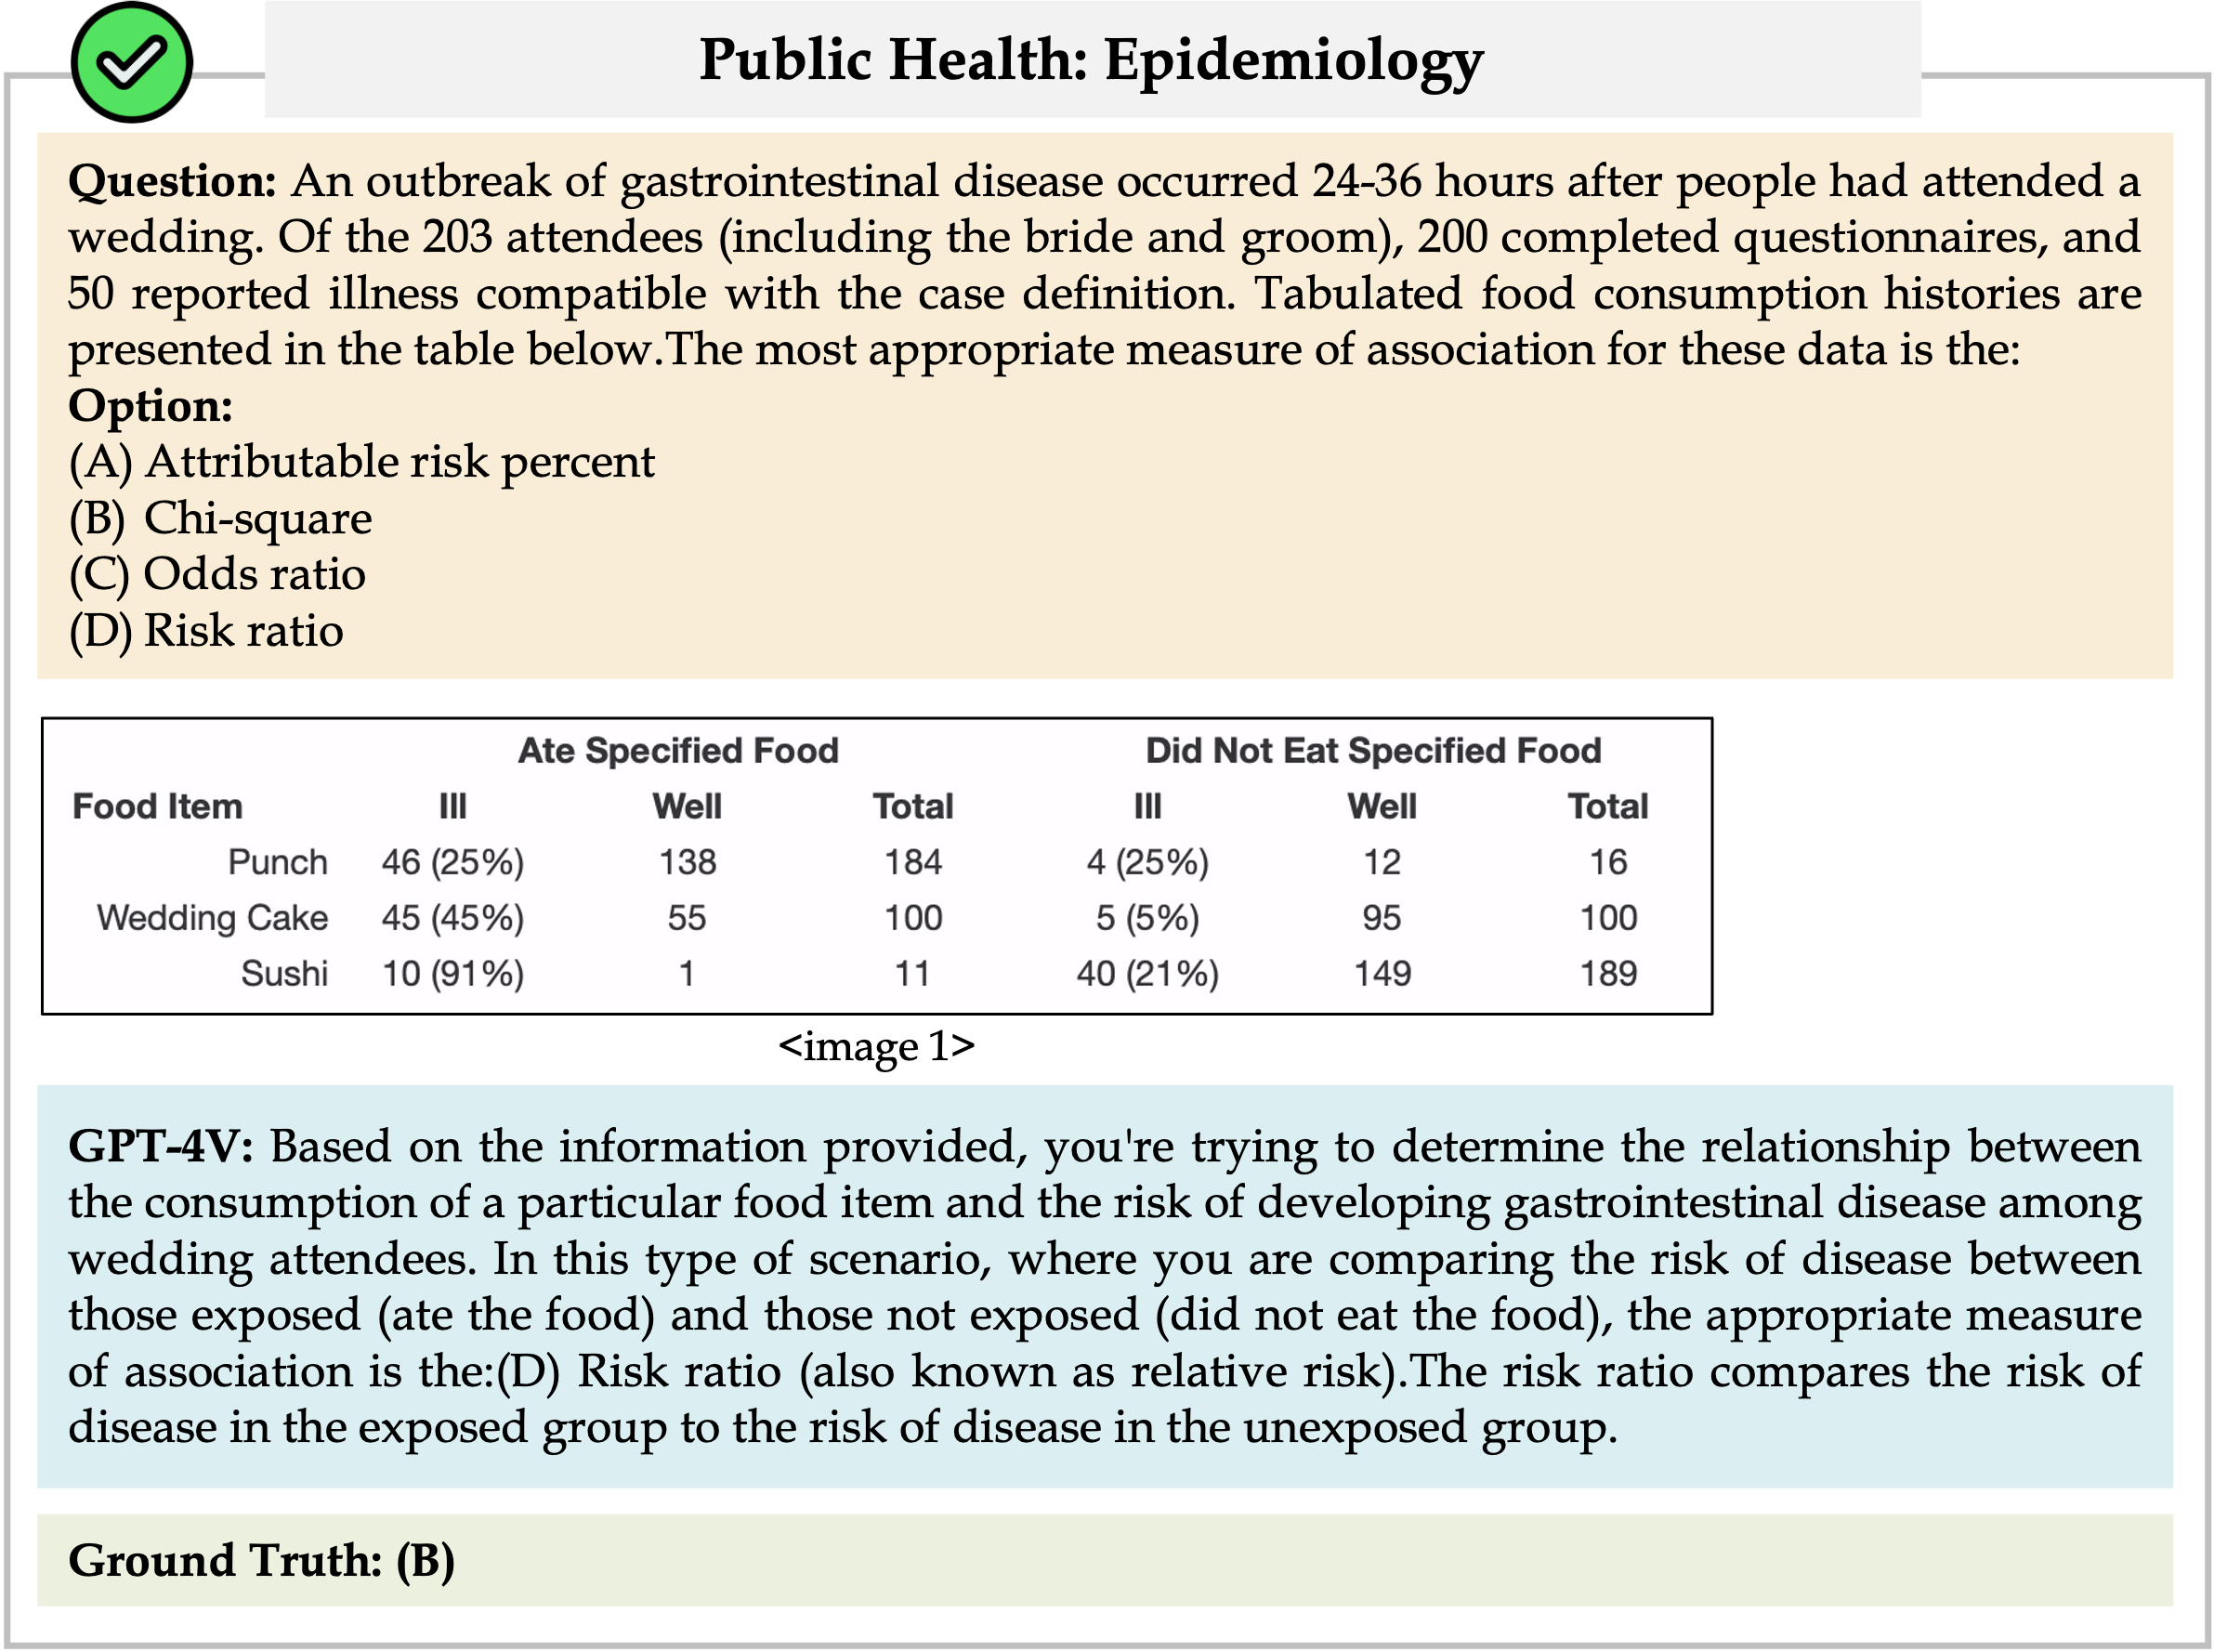 Public Health: Epidemiology
Question: An outbreak of gastrointestinal disease occurred 24-36 hours after people had attended a
wedding. Of the 203 attendees (including the bride and groom), 200 completed questionnaires, and
50 reported illness compatible with the case definition. Tabulated food consumption histories are
presented in the table below.The most appropriate measure of association for these data is the:
Option:
(A) Attributable risk percent
(B) Chi-square
(C) Odds ratio
(D) Risk ratio
Ate Specified Food Did Not Eat Specified Food
Food Item Ill Well Total Ill Well Total
Punch 46 (25%) 138 184 4 (25%) 12 16
Wedding Cake 45 (45%) 55 100 5 (5%) 95 100
Sushi 10 (91%) 1 11 40 (21%) 149 189
<image 1>
GPT-4V: Based on the information provided, you're trying to determine the relationship between
the consumption of a particular food item and the risk of developing gastrointestinal disease among
wedding attendees. In this type of scenario, where you are comparing the risk of disease between
those exposed (ate the food) and those not exposed (did not eat the food), the appropriate measure
of association is the:(D) Risk ratio (also known as relative risk).The risk ratio compares the risk of
disease in the exposed group to the risk of disease in the unexposed group.
Ground Truth: (B)